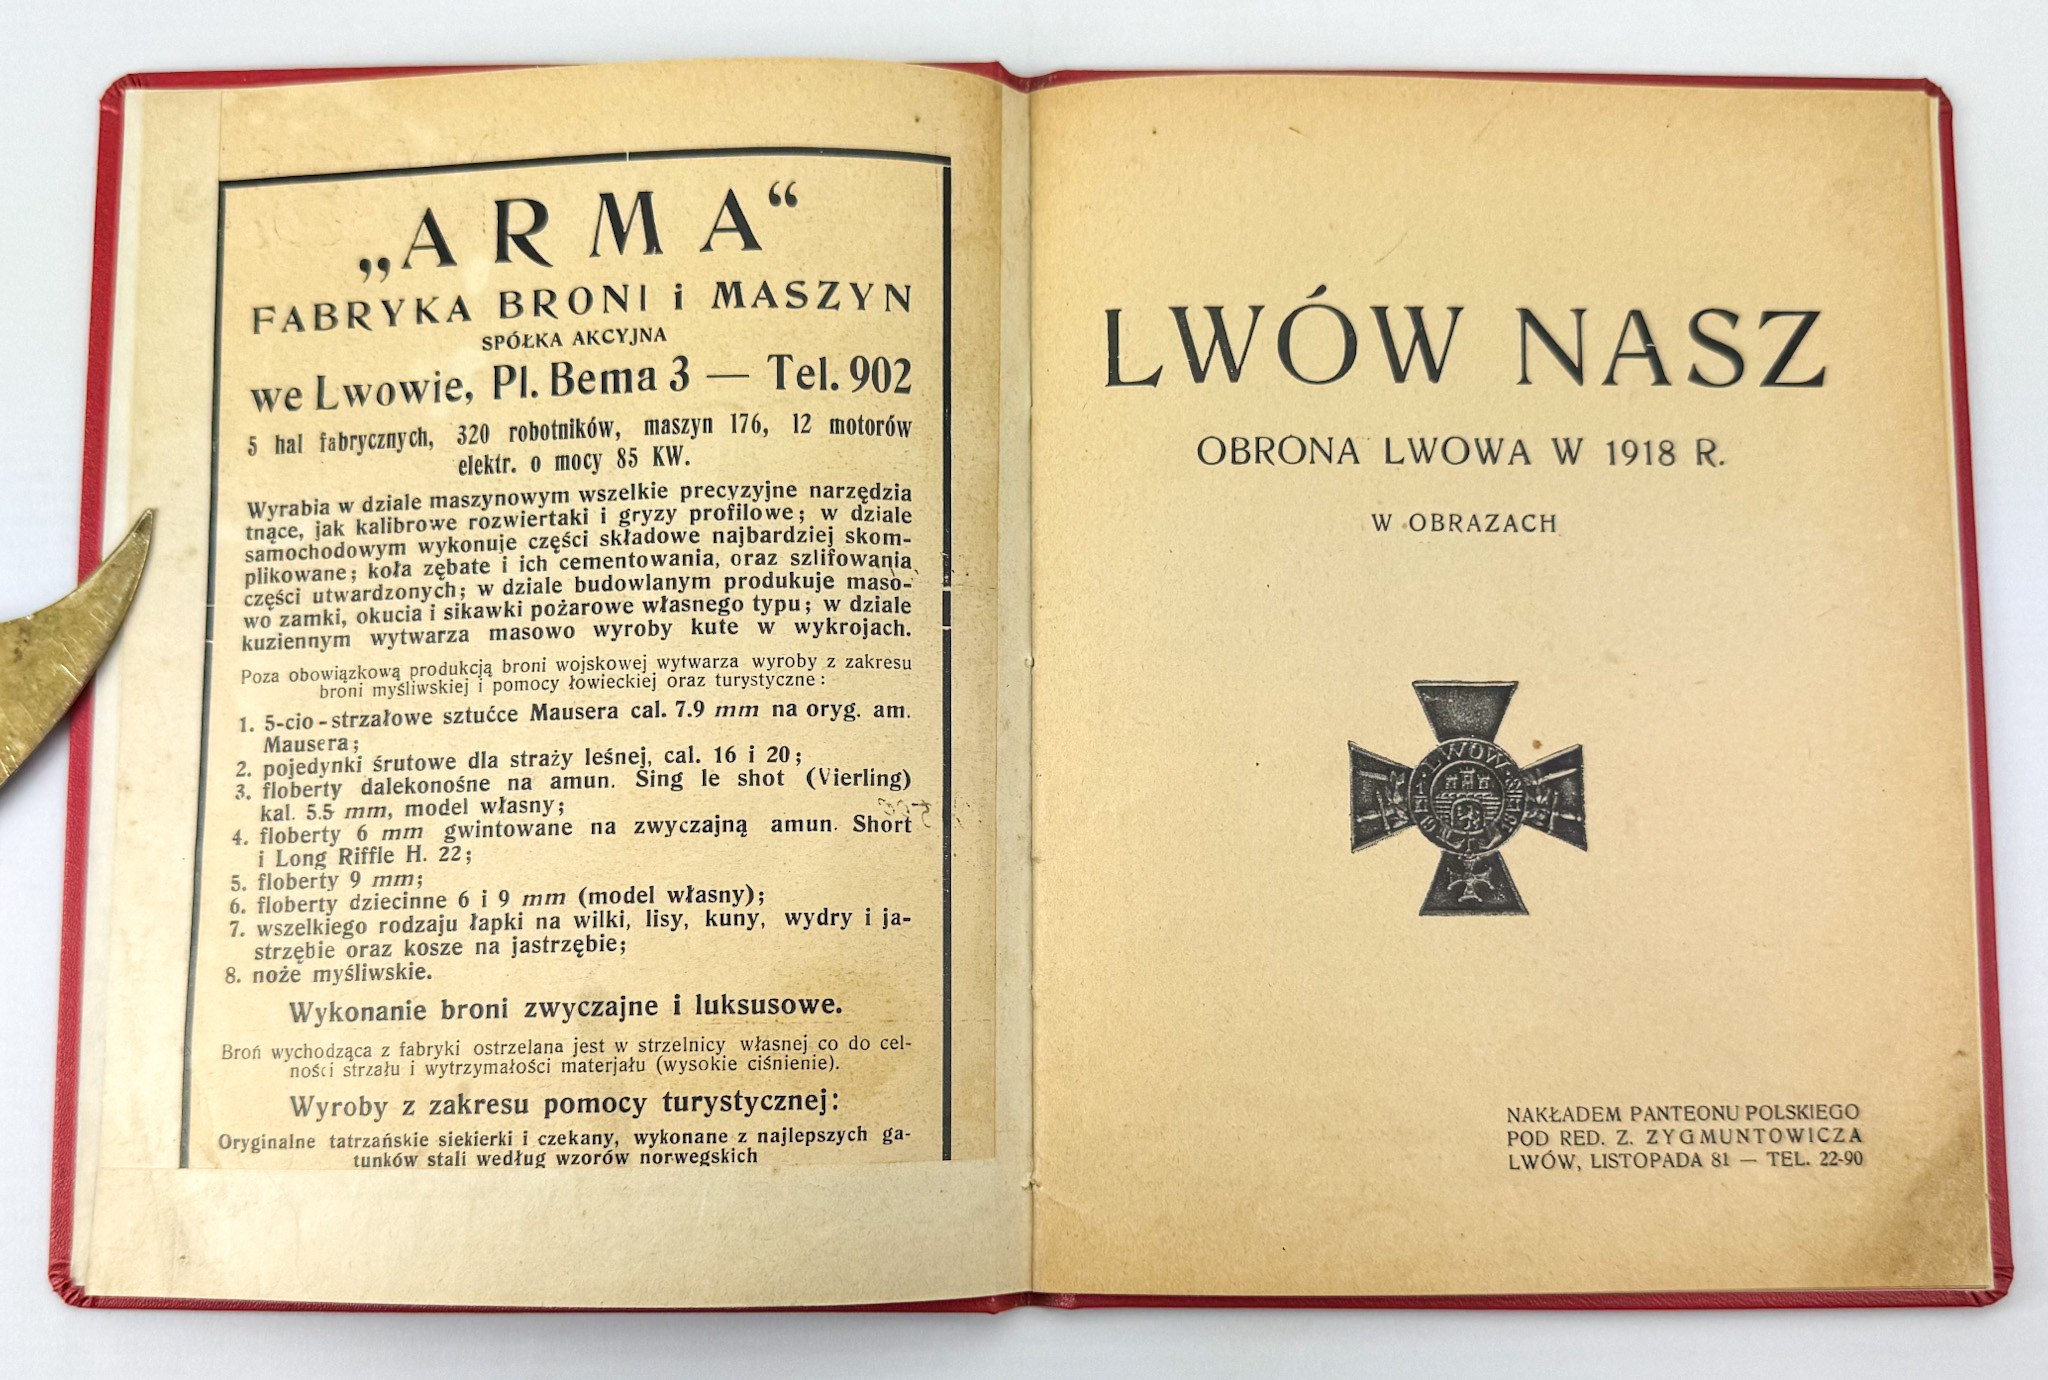 „ARMA“
FABRYKA BRONI i MASZYN
SPÓŁKA AKCYJNA
we Lwowie, Pl. Bema 3 — Tel. 902
5 hal fabrycznych, 320 robotników, maszyn 176, 12 motorów
elektr. o mocy 85 KW.
Wyrabia w dziale maszynowym wszelkie precyzyjne narzędzia
tnące, jak kalibrowe rozwiertaki i gryzy profilowe; w dziale
samochodowym wykonuje części składowe najbardziej skom-
plikowane; koła zębate i ich cementowania, oraz szlifowania
części utwardzonych; w dziale budowlanym produkuje maso-
wo zamki, okucia i sikawki pożarowe własnego typu; w dziale
kuziennym wytwarza masowo wyroby kute w wykrojach.
Poza obowiązkową produkcją broni wojskowej wytwarza wyroby z zakresu
broni myśliwskiej i pomocy łowieckiej oraz turystyczne:
1. 5-cio-strzałowe sztućce Mausera cal. 7.9 mm na oryg. am.
Mausera;
2. pojedynki śrutowe dla straży leśnej, cal. 16 i 20;
3. floberty dalekonośne na amun. Sing le shot (Vierling)
kal. 5.5 mm, model własny;
4. floberty 6 mm gwintowane na zwyczajną amun. Short
i Long Riffle H. 22;
5. floberty 9 mm;
6. floberty dziecinne 6 i 9 mm (model własny);
7. wszelkiego rodzaju łapki na wilki, lisy, kuny, wydry i ja-
strzębie oraz kosze na jastrzębie;
8. noże myśliwskie.
Wykonanie broni zwyczajne i luksusowe.
Broń wychodząca z fabryki ostrzelana jest w strzelnicy własnej co do cel-
ności strzału i wytrzymałości materjału (wysokie ciśnienie).
Wyroby z zakresu pomocy turystycznej:
Oryginalne tatrzańskie siekierki i czekany, wykonane z najlepszych ga-
tunków stali według wzorów norwegskich
LWÓW NASZ
OBRONA LWOWA W 1918 R.
W OBRAZACH
LWÓW
NAKŁADEM PANTEONU POLSKIEGO
POD RED. Z. ZYGMUNTOWICZA
LWÓW, LISTOPADA 81 — TEL. 22-90